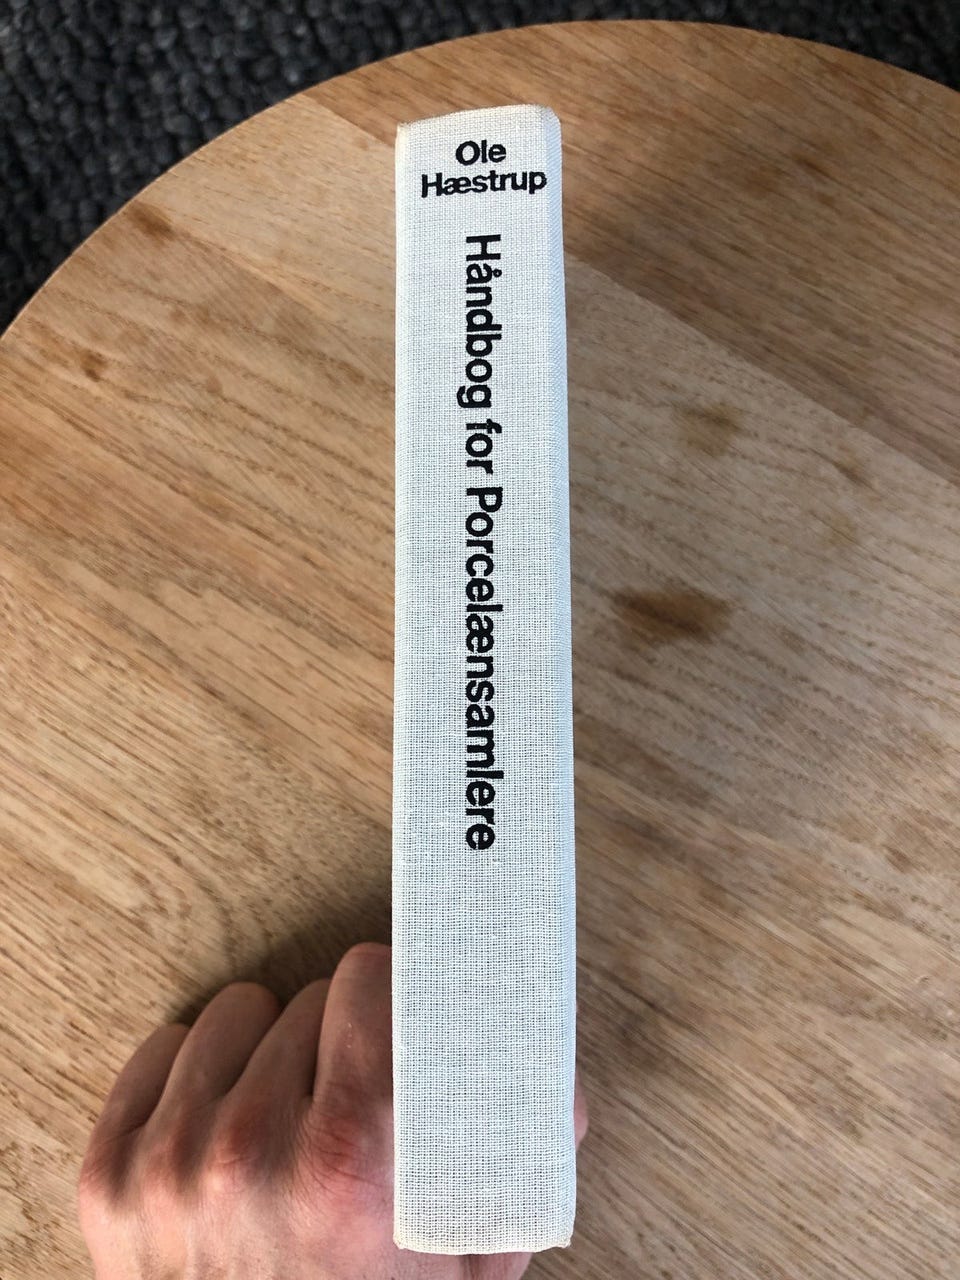 Ole
Hæstrup
Håndbog for Porcelænsamlere